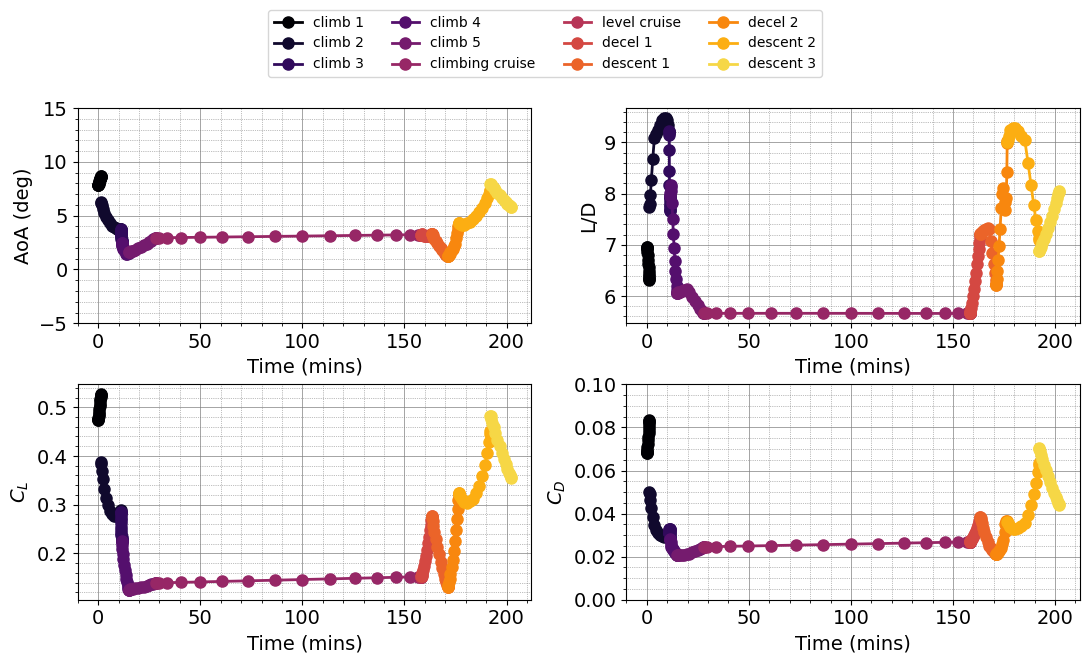 climb 1 climb 4 level cruise decel 2
climb 2 climb 5 decel 1 descent 2
climb 3 climbing cruise descent 1 descent 3
15
10
5
0
−5
AoA (deg)
0 50 100 150 200
Time (mins)
9
8
7
6
L/D
0 50 100 150 200
Time (mins)
0.5
0.4
0.3
0.2
C_L
0 50 100 150 200
Time (mins)
0.10
0.08
0.06
0.04
0.02
0.00
C_D
0 50 100 150 200
Time (mins)